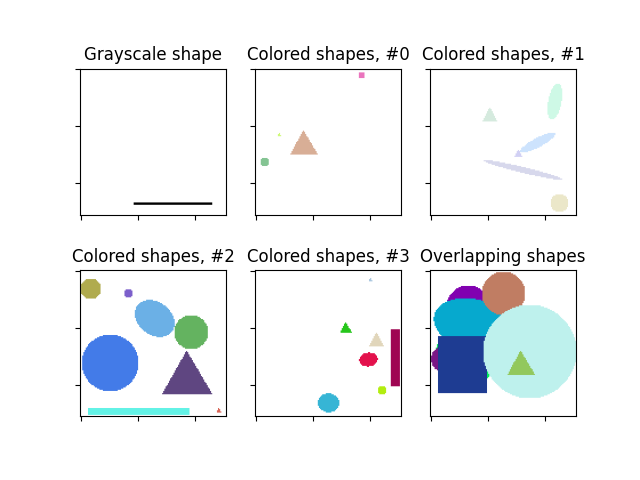 Grayscale shape
Colored shapes, #0
Colored shapes, #1
Colored shapes, #2
Colored shapes, #3
Overlapping shapes